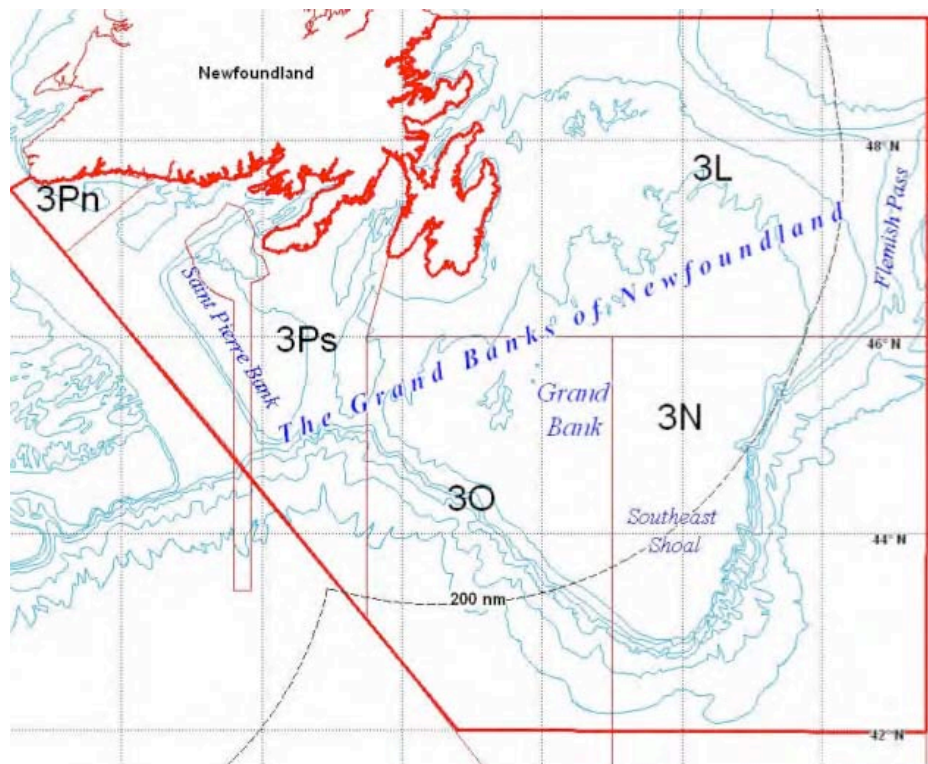 Newfoundland
48° N
3L
3Pn
Flemish Pass
Saint Pierre Bank
The Grand Banks of Newfoundland
3Ps
46° N
Grand
Bank
3N
3O
Southeast
Shoal
44° N
200 nm
42° N